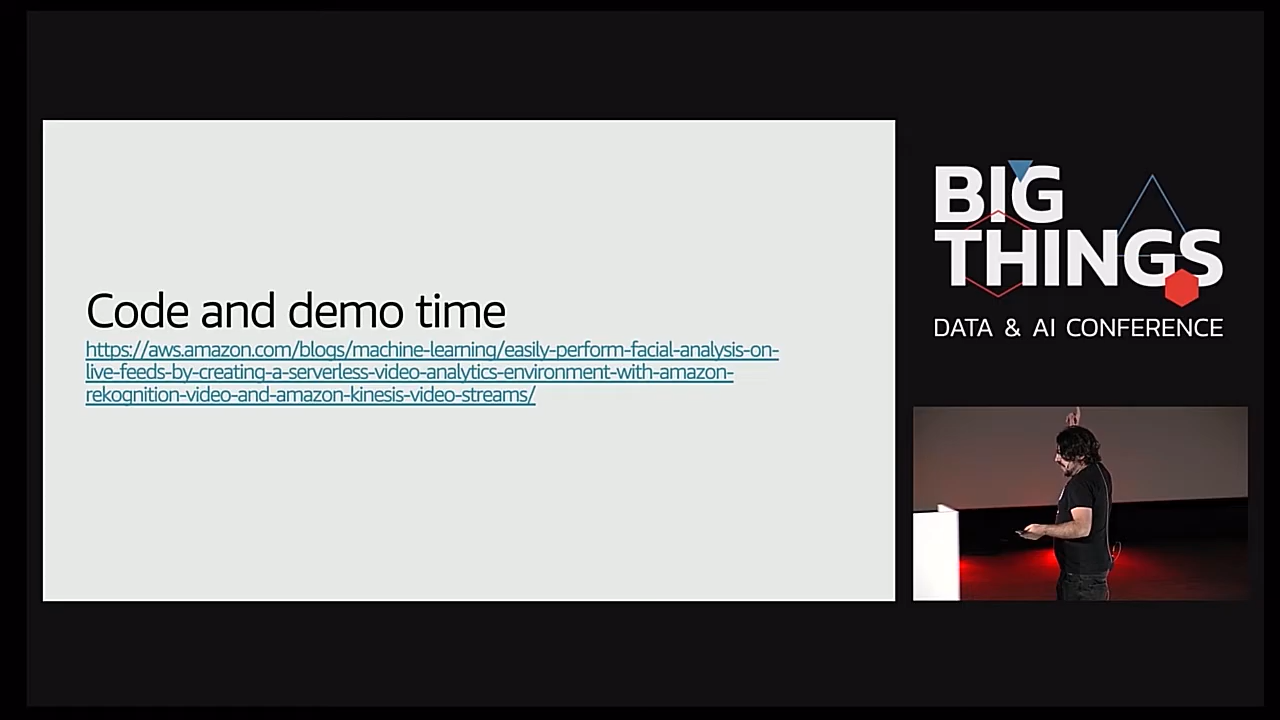 Code and demo time
https://aws.amazon.com/blogs/machine-learning/easily-perform-facial-analysis-on-
live-feeds-by-creating-a-serverless-video-analytics-environment-with-amazon-
rekognition-video-and-amazon-kinesis-video-streams/
BIG
THINGS
DATA & AI CONFERENCE